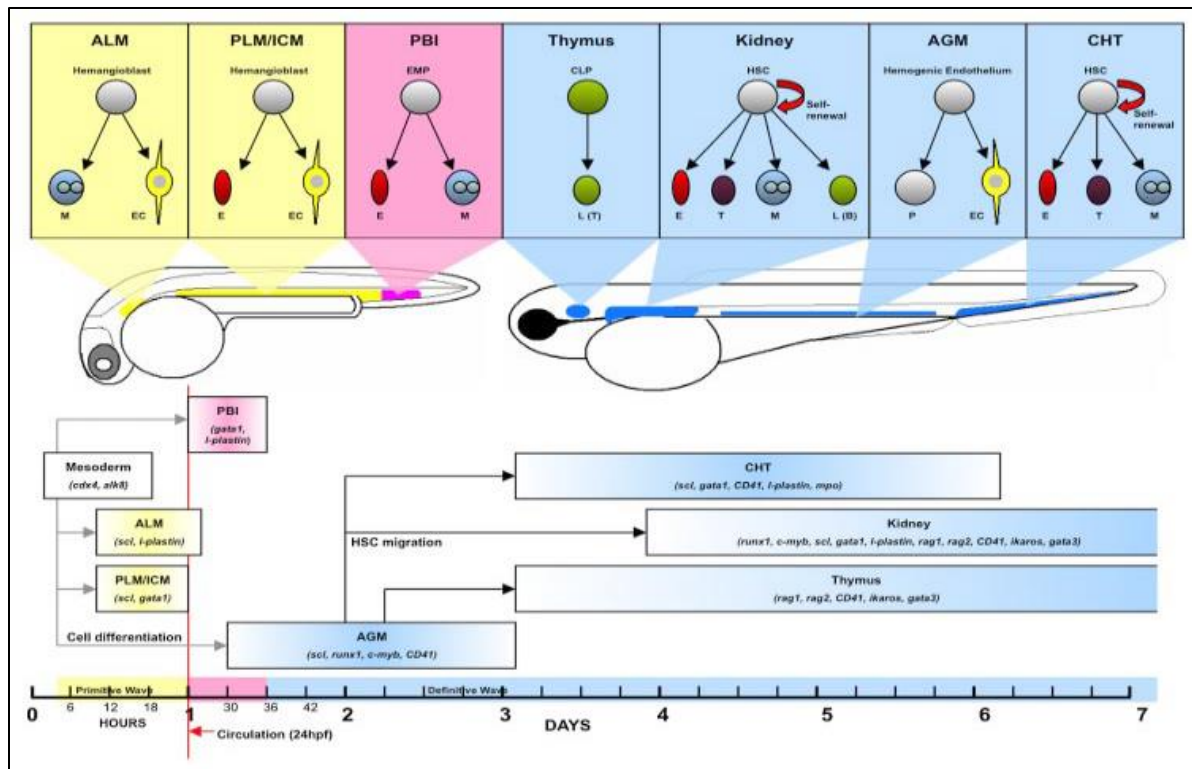 ALM
Hemangioblast
M
EC
PLM/ICM
Hemangioblast
E
EC
PBI
EMP
E
M
Thymus
CLP
L (T)
Kidney
HSC
Self-
renewal
E
T
M
L (B)
AGM
Hemogenic Endothelium
P
EC
CHT
HSC
Self-
renewal
E
T
M
PBI
(gata1,
l-plastin)
Mesoderm
(cdx4, alk8)
CHT
(scl, gata1, CD41, l-plastin, mpo)
ALM
(scl, l-plastin)
HSC migration
Kidney
(runx1, c-myb, scl, gata1, l-plastin, rag1, rag2, CD41, ikaros, gata3)
PLM/ICM
(scl, gata1)
Thymus
(rag1, rag2, CD41, ikaros, gata3)
Cell differentiation
AGM
(scl, runx1, c-myb, CD41)
Primitive Wave
Definitive Wave
0 6 12 18 1 30 36 42 2 3 4 5 6 7
HOURS
DAYS
Circulation (24hpf)